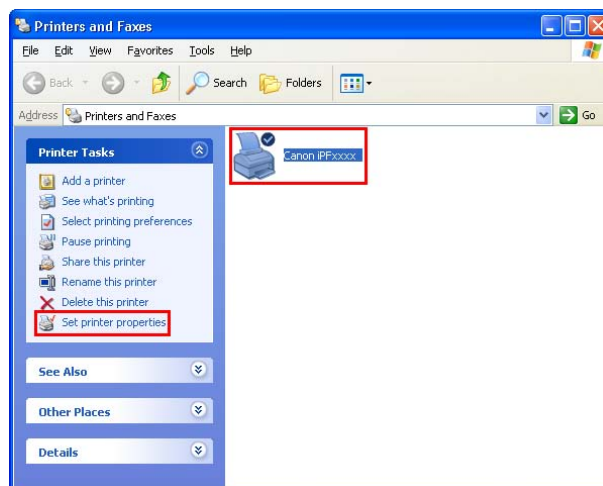 Printers and Faxes
File Edit View Favorites Tools Help
Back Search Folders
Address Printers and Faxes Go
Printer Tasks
Add a printer
See what's printing
Select printing preferences
Pause printing
Share this printer
Rename this printer
Delete this printer
Set printer properties
See Also
Other Places
Details
Canon iPFxxxx